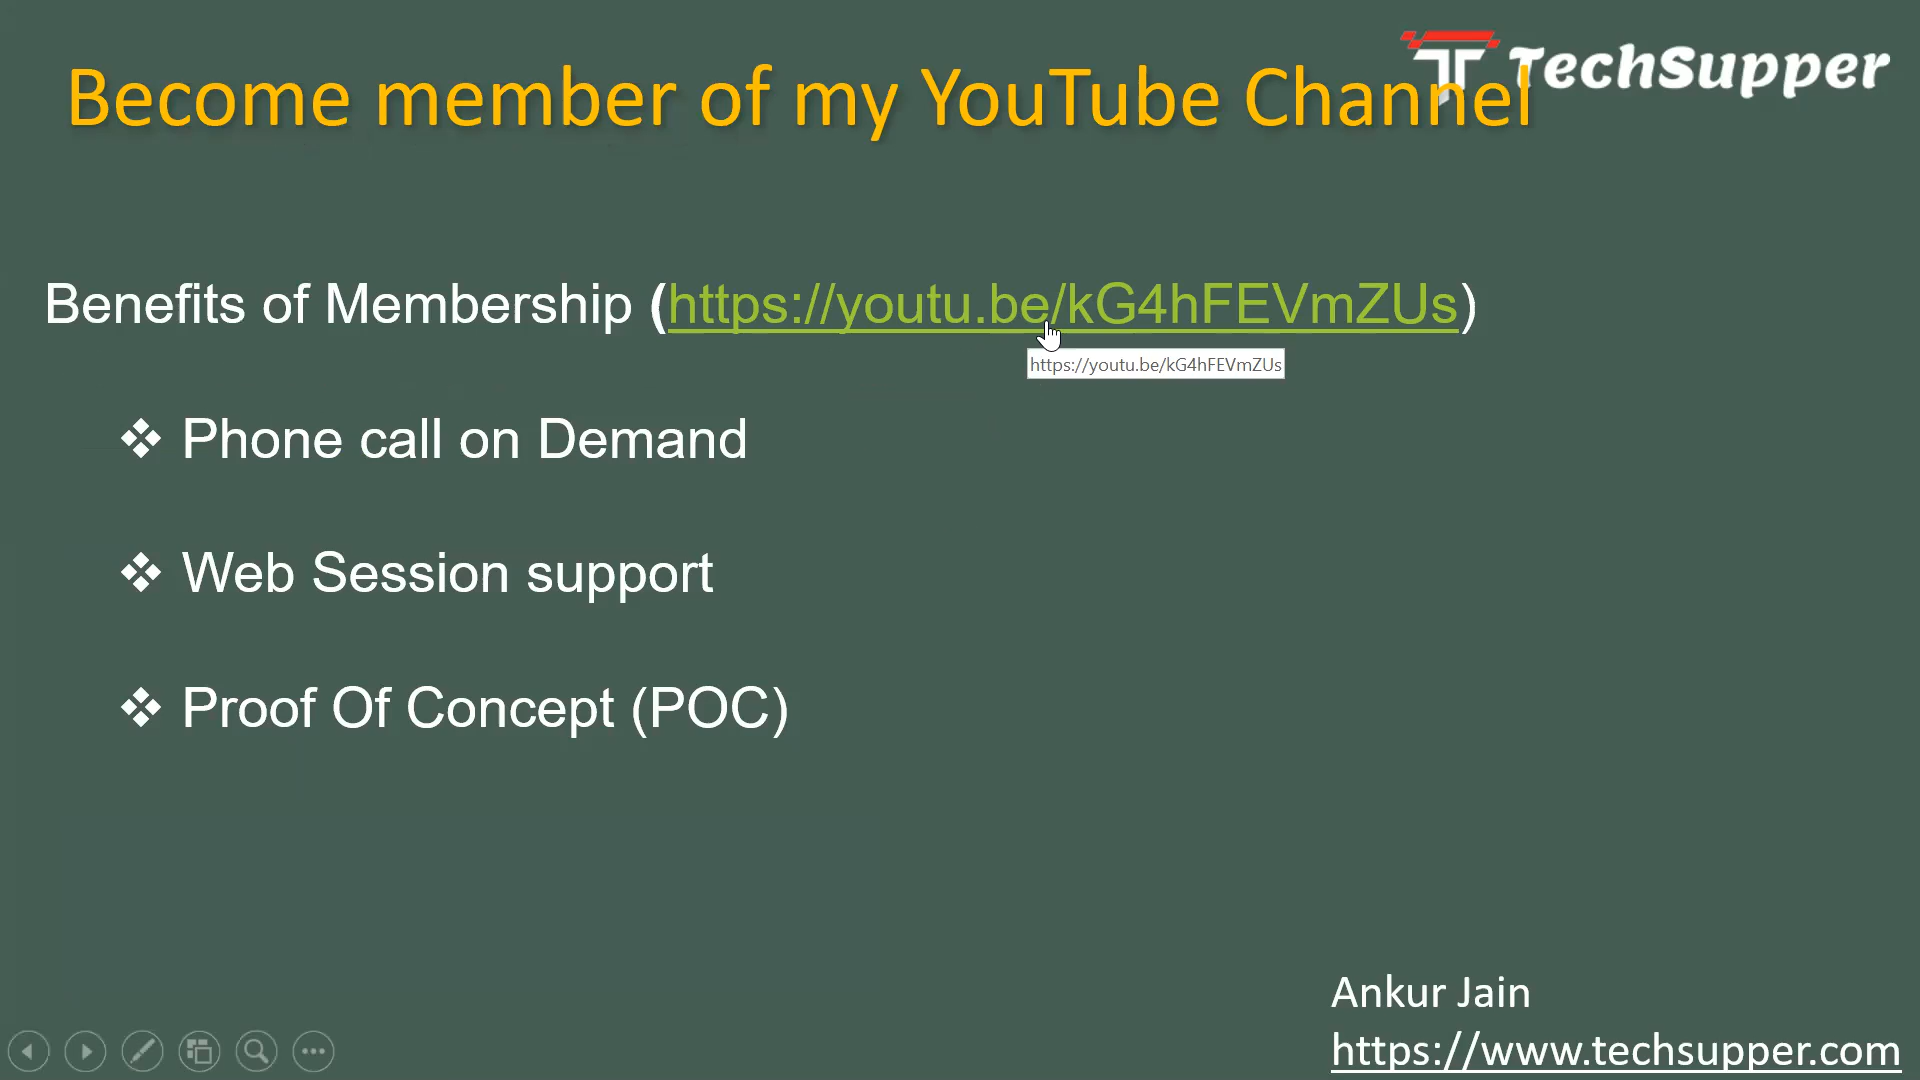 TechSupper
Become member of my YouTube Channel
Benefits of Membership (https://youtu.be/kG4hFEVmZUs)
https://youtu.be/kG4hFEVmZUs
❖ Phone call on Demand
❖ Web Session support
❖ Proof Of Concept (POC)
Ankur Jain
https://www.techsupper.com